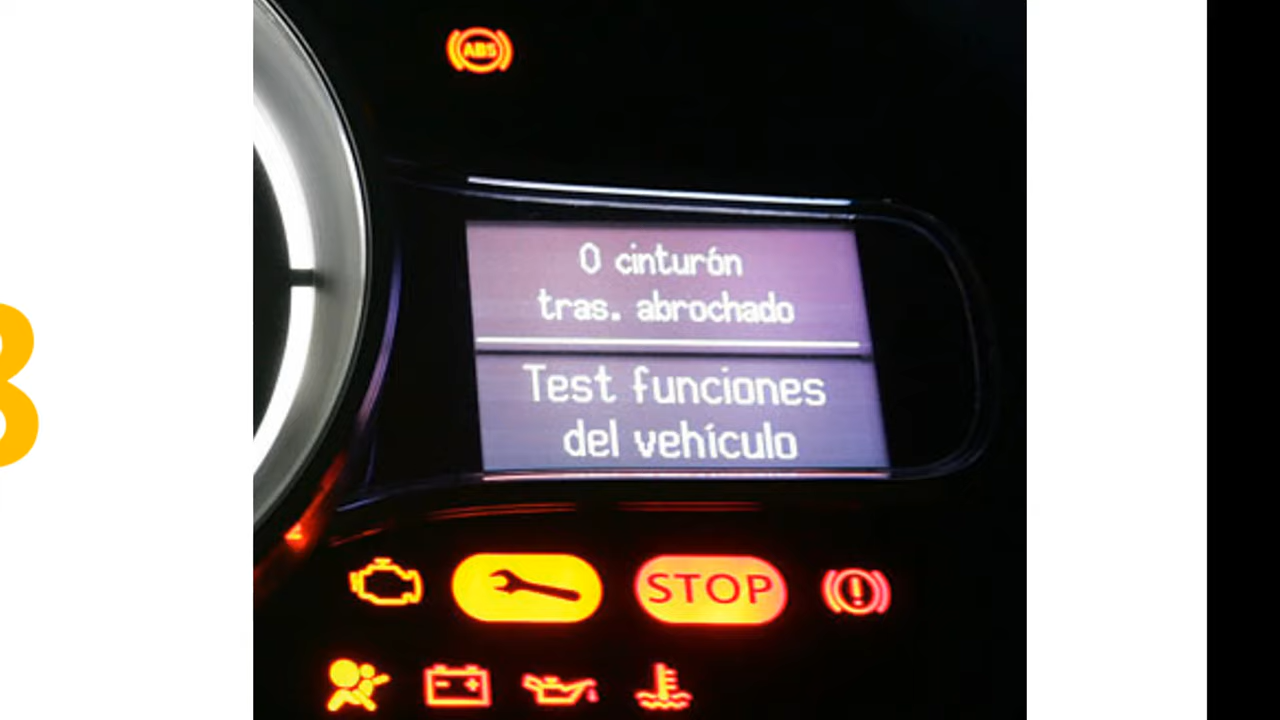 ABS
0 cinturón
tras. abrochado
Test funciones
del vehículo
STOP